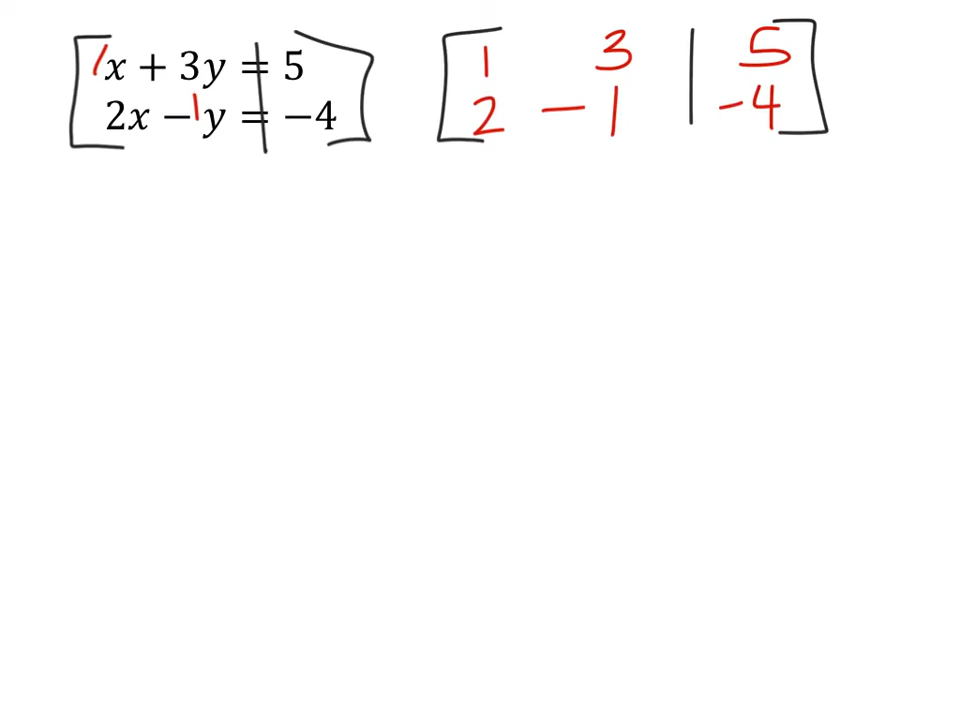 1x + 3y = 5
2x − 1y = −4
1 3 | 5
2 −1 | −4